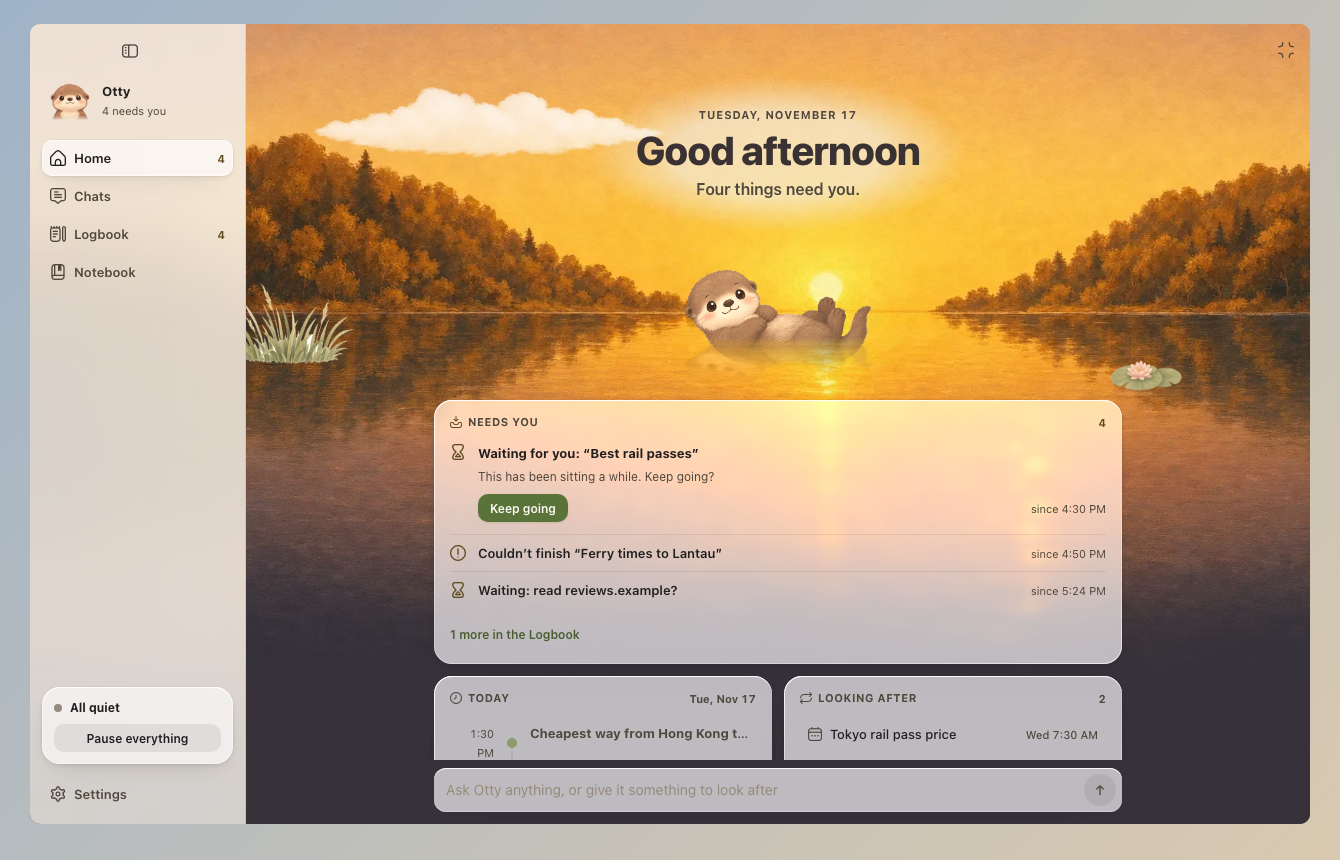 Otty
4 needs you
Home 4
Chats
Logbook 4
Notebook
All quiet
Pause everything
Settings
TUESDAY, NOVEMBER 17
Good afternoon
Four things need you.
NEEDS YOU 4
Waiting for you: “Best rail passes”
This has been sitting a while. Keep going?
Keep going since 4:30 PM
Couldn’t finish “Ferry times to Lantau” since 4:50 PM
Waiting: read reviews.example? since 5:24 PM
1 more in the Logbook
TODAY Tue, Nov 17
1:30 PM Cheapest way from Hong Kong t…
LOOKING AFTER 2
Tokyo rail pass price Wed 7:30 AM
Ask Otty anything, or give it something to look after